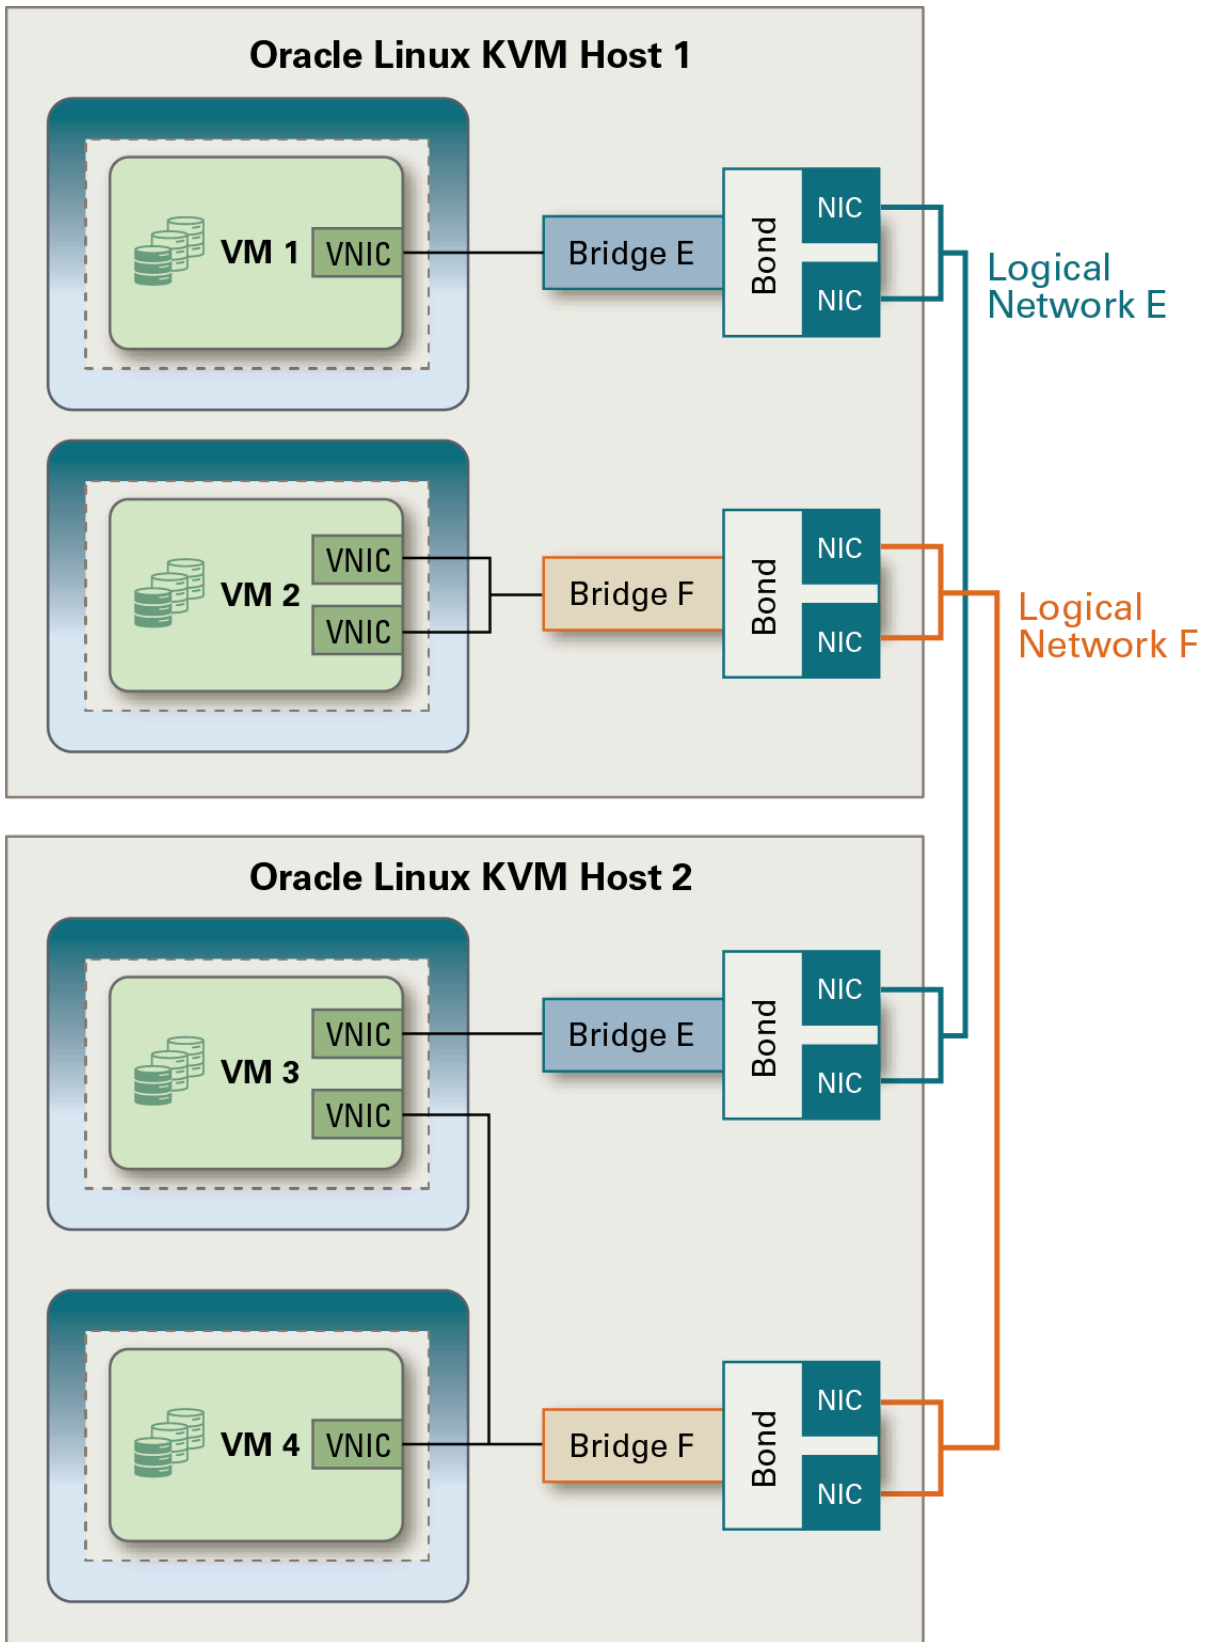 Oracle Linux KVM Host 1
VM 1
VNIC
Bridge E
Bond
NIC
NIC
Logical
Network E
VM 2
VNIC
VNIC
Bridge F
Bond
NIC
NIC
Logical
Network F
Oracle Linux KVM Host 2
VM 3
VNIC
VNIC
Bridge E
Bond
NIC
NIC
VM 4
VNIC
Bridge F
Bond
NIC
NIC